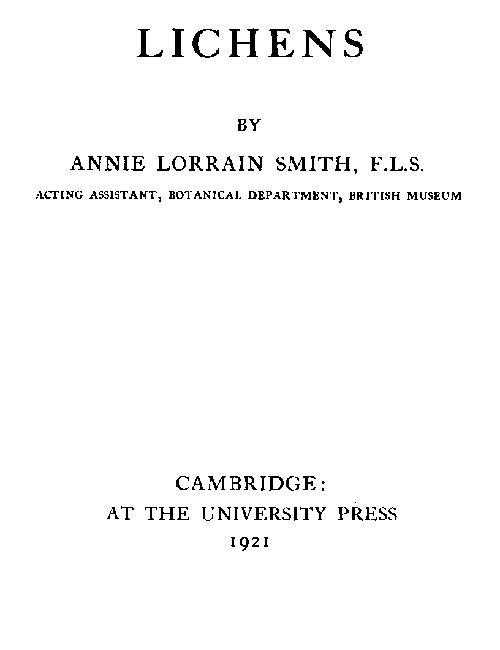 LICHENS
BY
ANNIE LORRAIN SMITH, F.L.S.
ACTING ASSISTANT, BOTANICAL DEPARTMENT, BRITISH MUSEUM
CAMBRIDGE:
AT THE UNIVERSITY PRESS
1921